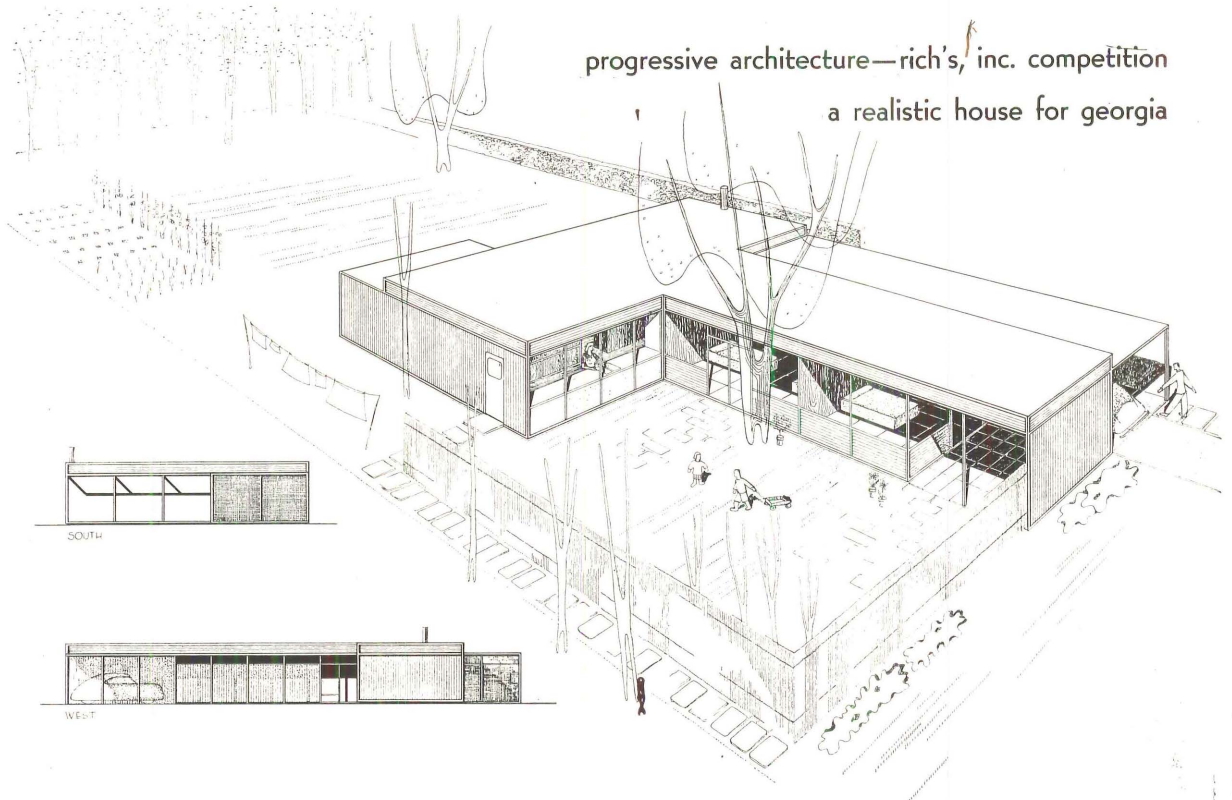 progressive architecture—rich's, inc. competition
a realistic house for georgia
SOUTH
WEST